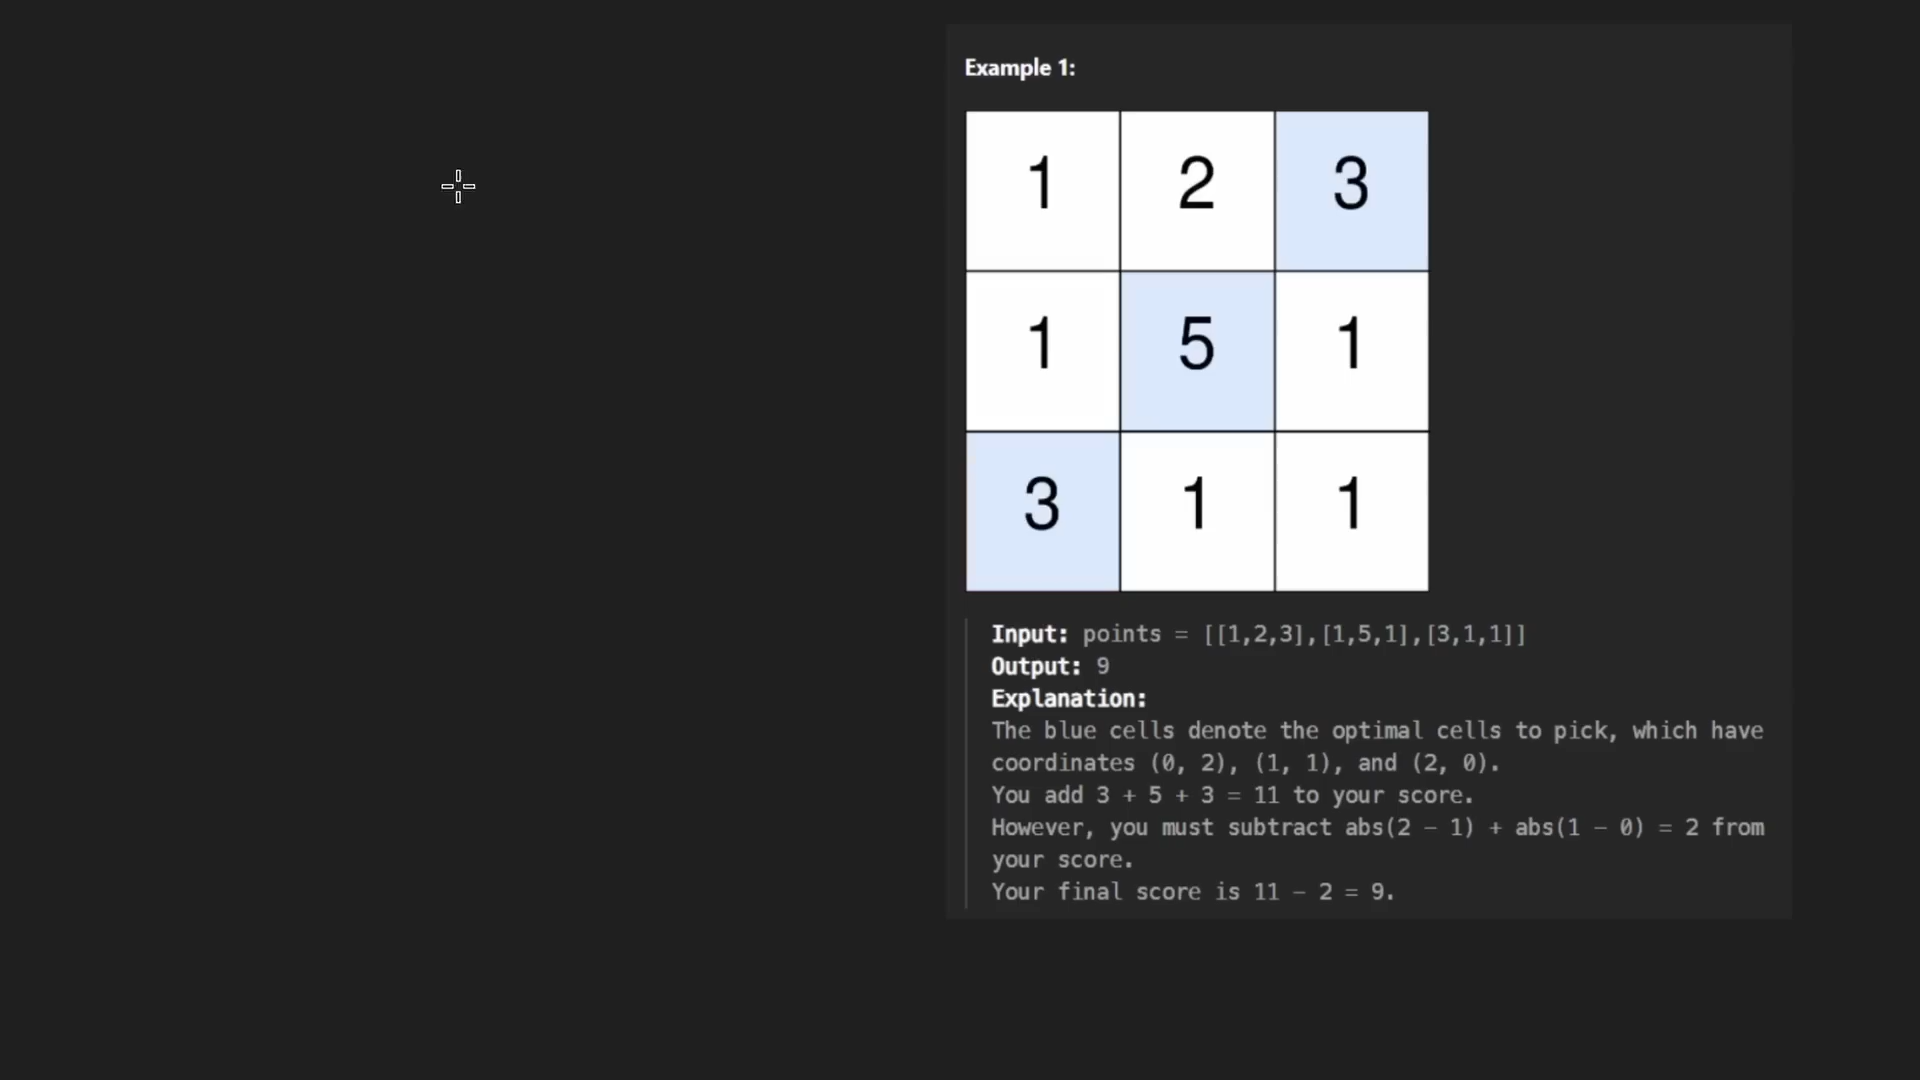 Example 1:
1 2 3
1 5 1
3 1 1
Input: points = [[1,2,3],[1,5,1],[3,1,1]]
Output: 9
Explanation:
The blue cells denote the optimal cells to pick, which have
coordinates (0, 2), (1, 1), and (2, 0).
You add 3 + 5 + 3 = 11 to your score.
However, you must subtract abs(2 - 1) + abs(1 - 0) = 2 from
your score.
Your final score is 11 - 2 = 9.